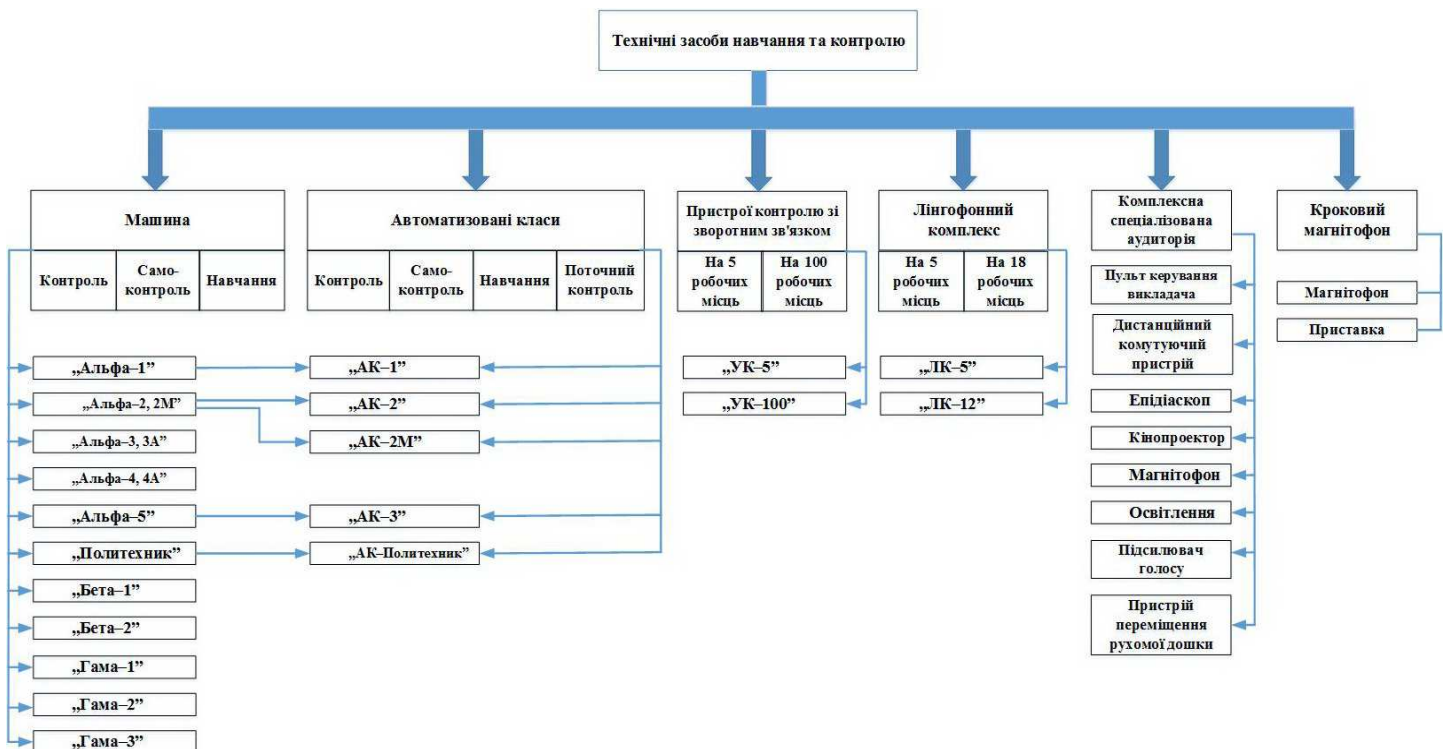 Технічні засоби навчання та контролю
Машина
Контроль
Само-
контроль
Навчання
„Альфа–1”
„Альфа–2, 2М”
„Альфа–3, 3А”
„Альфа–4, 4А”
„Альфа–5”
„Политехник”
„Бета–1”
„Бета–2”
„Гама–1”
„Гама–2”
„Гама–3”
Автоматизовані класи
Контроль
Само-
контроль
Навчання
Поточний
контроль
„АК–1”
„АК–2”
„АК–2М”
„АК–3”
„АК–Политехник”
Пристрої контролю зі
зворотним зв'язком
На 5
робочих
місць
На 100
робочих
місць
„УК–5”
„УК–100”
Лінгофонний
комплекс
На 5
робочих
місць
На 18
робочих
місць
„ЛК–5”
„ЛК–12”
Комплексна
спеціалізована
аудиторія
Пульт керування
викладача
Дистанційний
комутуючий
пристрій
Епідіаскоп
Кінопроектор
Магнітофон
Освітлення
Підсилювач
голосу
Пристрій
переміщення
рухомої дошки
Кроковий
магнітофон
Магнітофон
Приставка